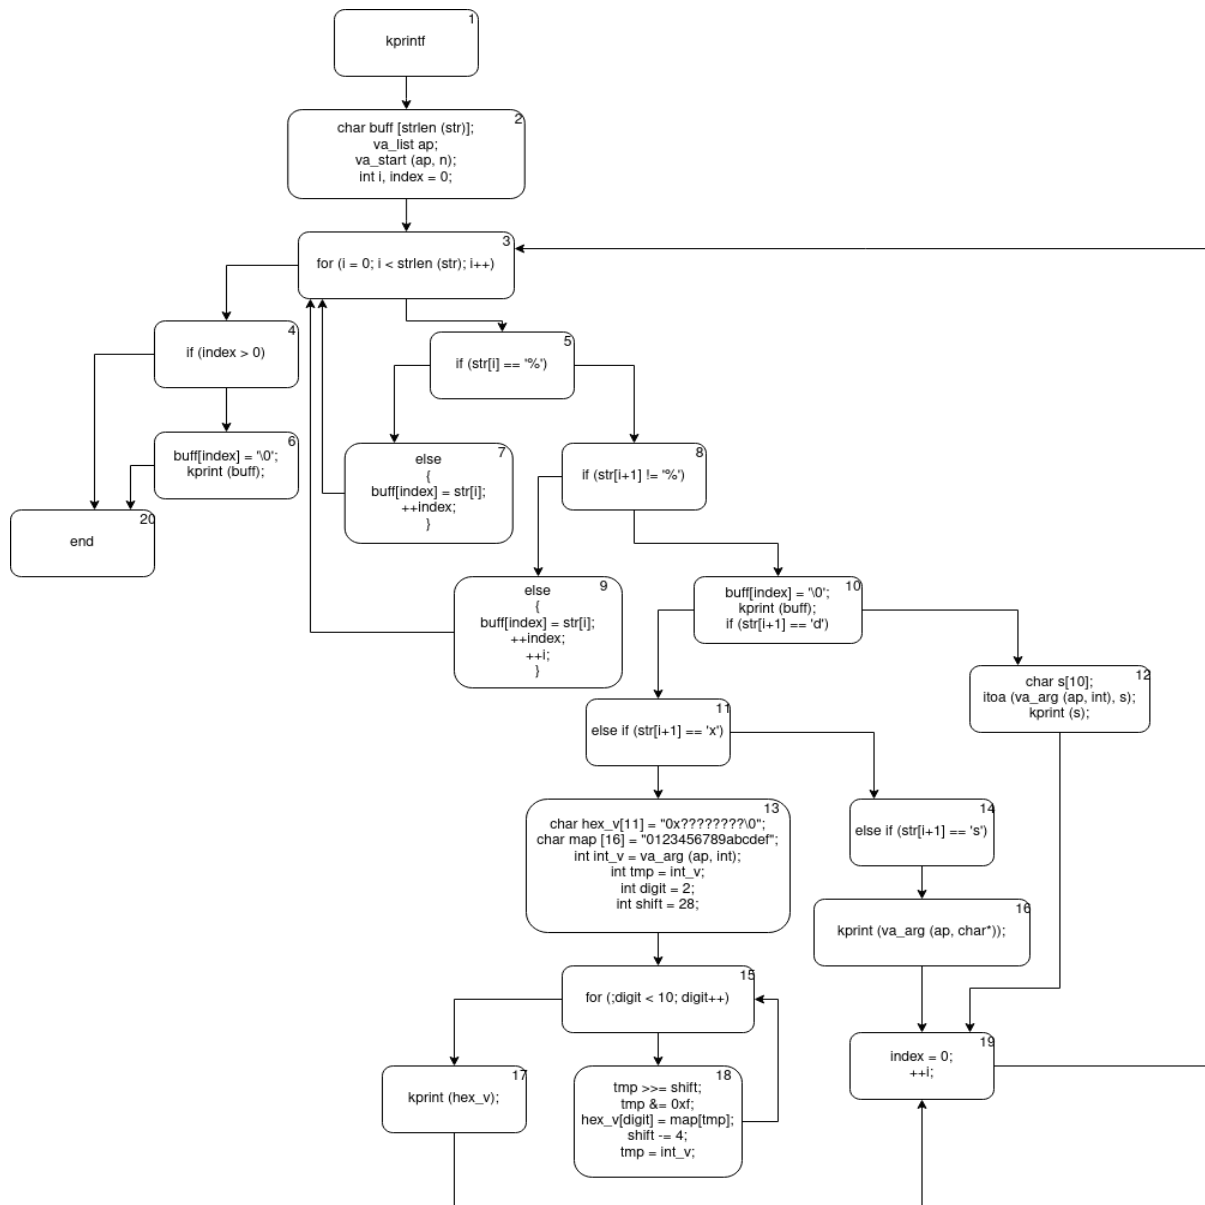 1
kprintf
2
char buff [strlen (str)];
va_list ap;
va_start (ap, n);
int i, index = 0;
3
for (i = 0; i < strlen (str); i++)
4
if (index > 0)
5
if (str[i] == '%')
6
buff[index] = '\0';
kprint (buff);
7
else
{
buff[index] = str[i];
++index;
}
8
if (str[i+1] != '%')
20
end
9
else
{
buff[index] = str[i];
++index;
++i;
}
10
buff[index] = '\0';
kprint (buff);
if (str[i+1] == 'd')
12
char s[10];
itoa (va_arg (ap, int), s);
kprint (s);
11
else if (str[i+1] == 'x')
13
char hex_v[11] = "0x????????\0";
char map [16] = "0123456789abcdef";
int int_v = va_arg (ap, int);
int tmp = int_v;
int digit = 2;
int shift = 28;
14
else if (str[i+1] == 's')
16
kprint (va_arg (ap, char*));
15
for (;digit < 10; digit++)
19
index = 0;
++i;
17
kprint (hex_v);
18
tmp >>= shift;
tmp &= 0xf;
hex_v[digit] = map[tmp];
shift -= 4;
tmp = int_v;